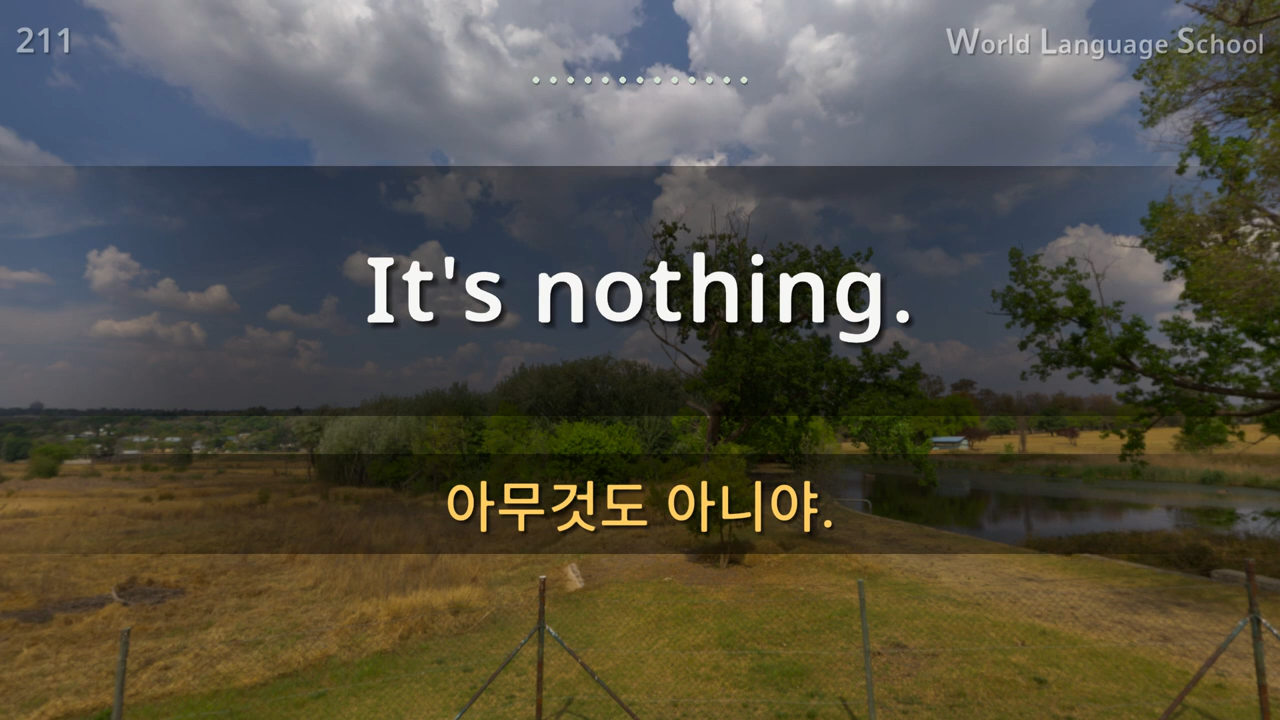 211
World Language School
It's nothing.
아무것도 아니야.